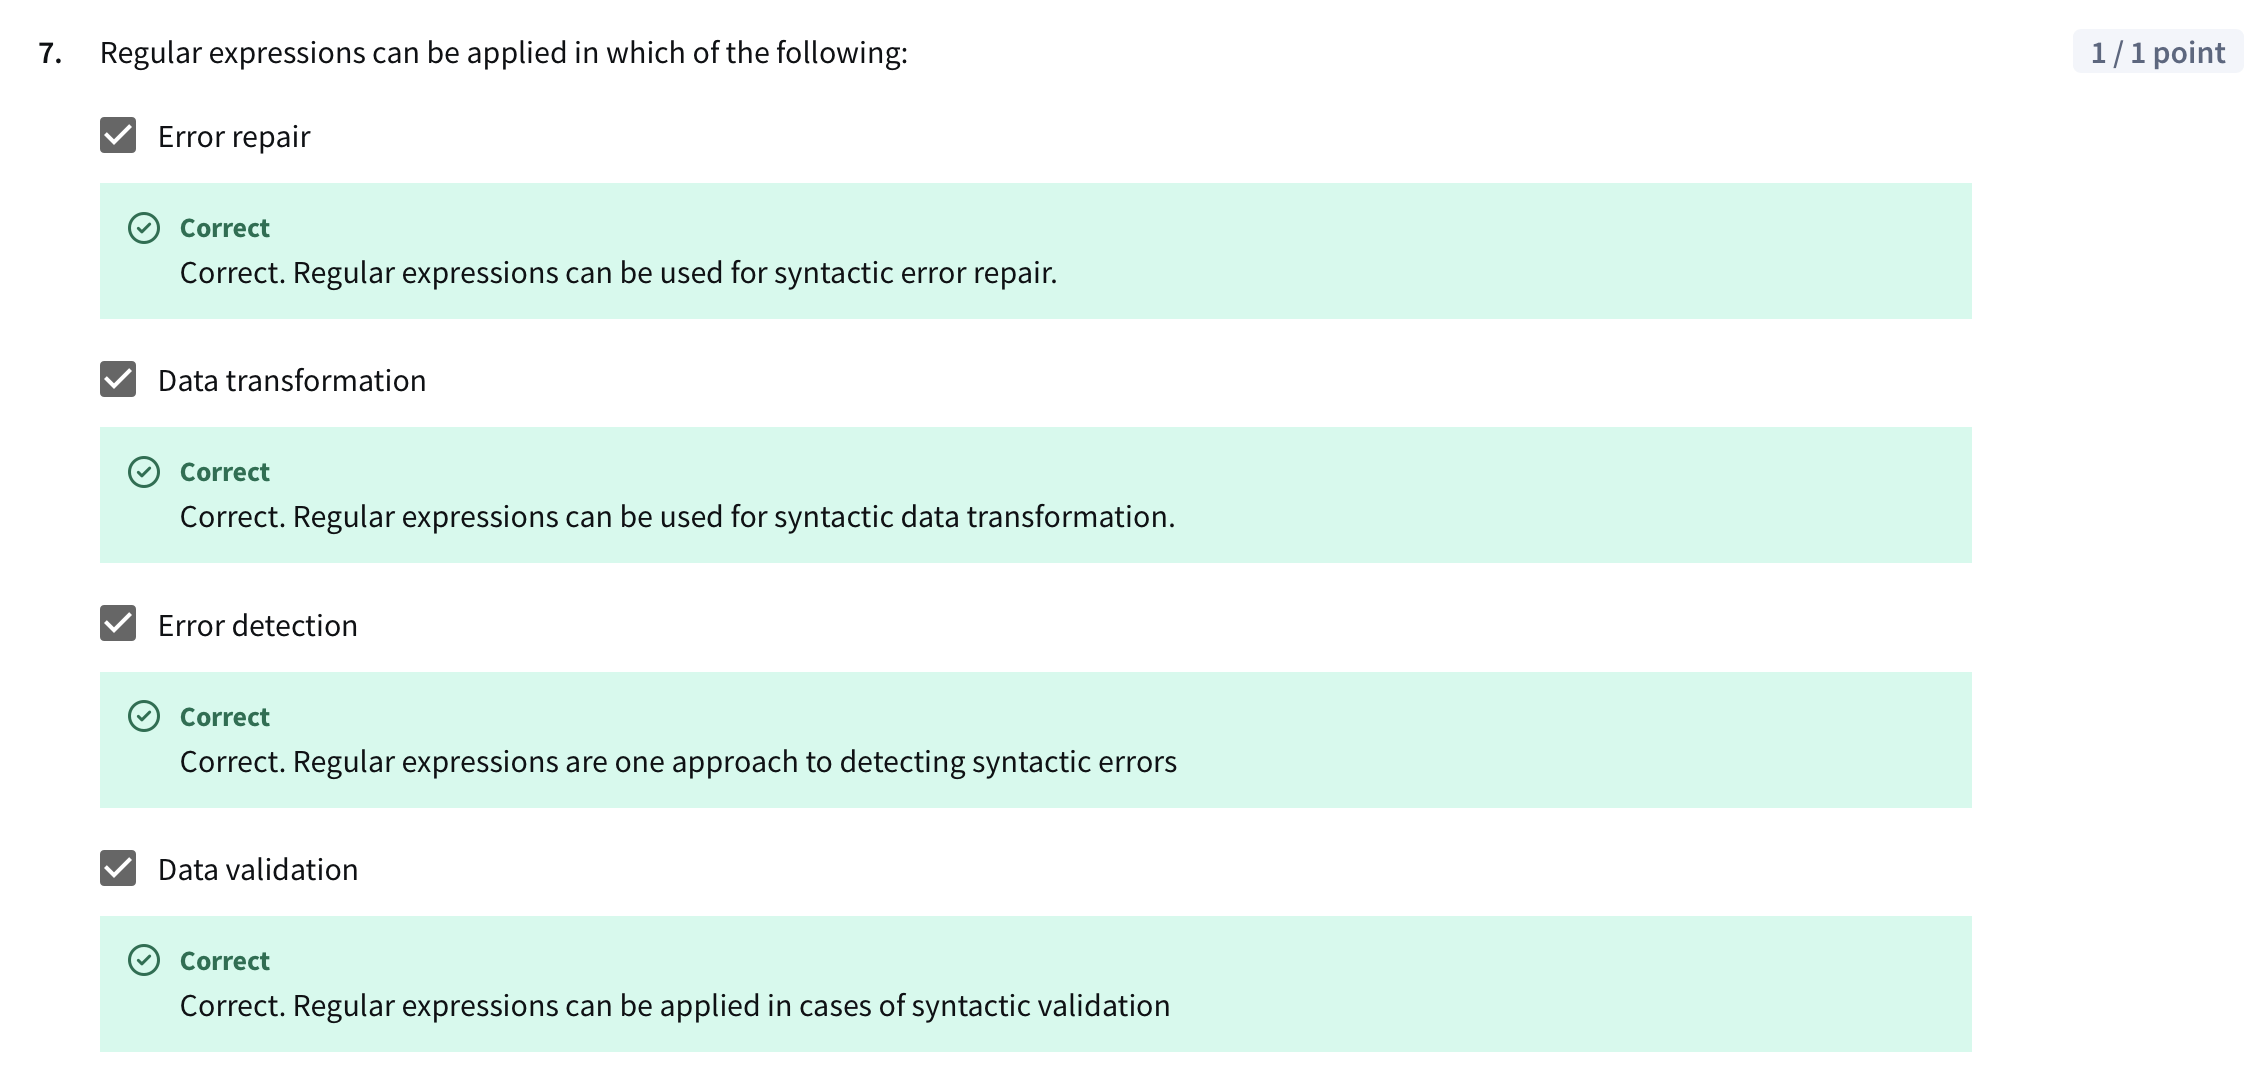 7. Regular expressions can be applied in which of the following:
1 / 1 point
Error repair
Correct
Correct. Regular expressions can be used for syntactic error repair.
Data transformation
Correct
Correct. Regular expressions can be used for syntactic data transformation.
Error detection
Correct
Correct. Regular expressions are one approach to detecting syntactic errors
Data validation
Correct
Correct. Regular expressions can be applied in cases of syntactic validation